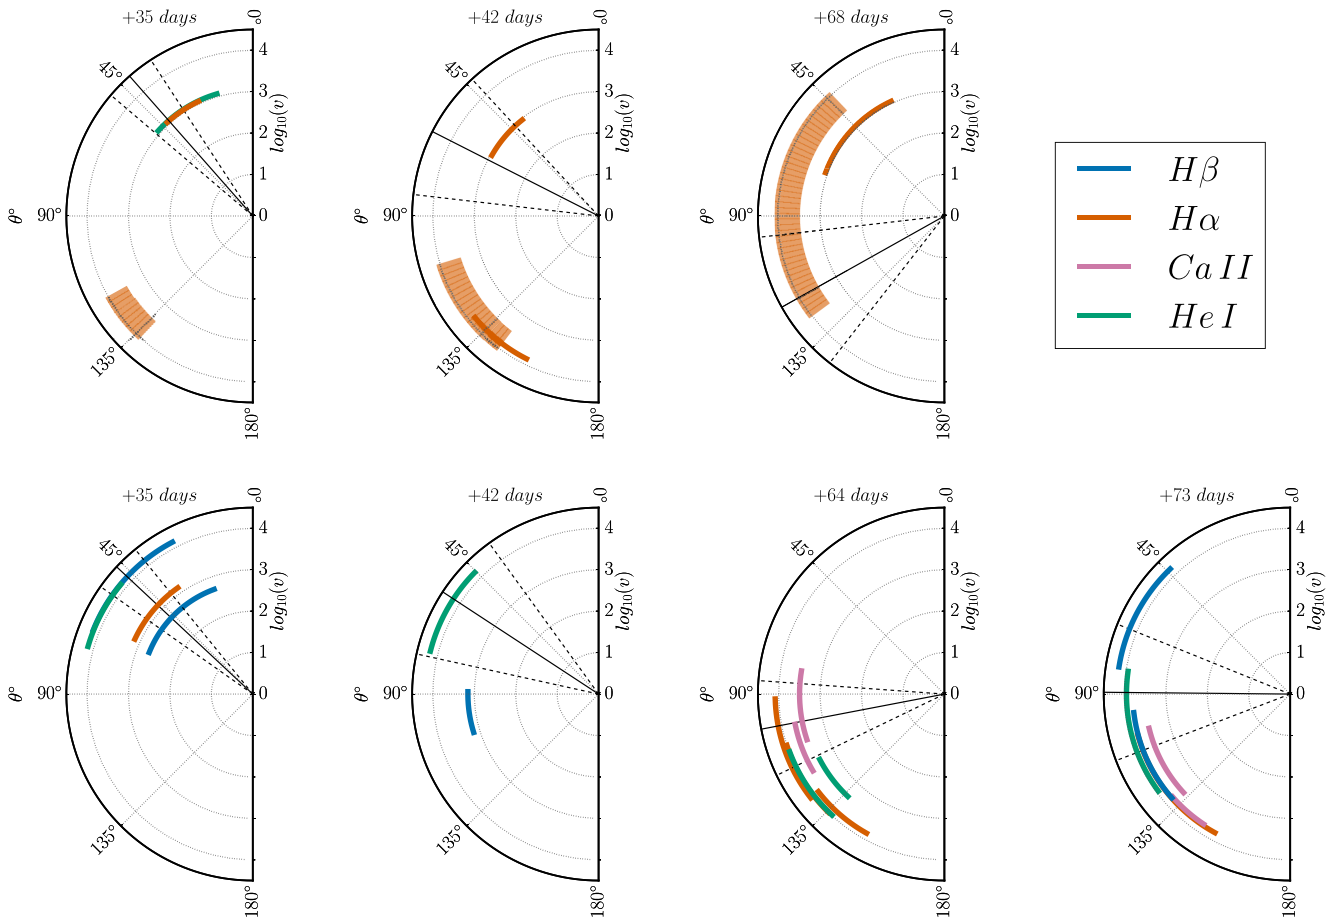 +35 days
+42 days
+68 days
0°
45°
90°
135°
180°
θ°
log10(v)
4
3
2
1
0
0°
45°
90°
135°
180°
θ°
log10(v)
4
3
2
1
0
0°
45°
90°
135°
180°
θ°
log10(v)
4
3
2
1
0
Hβ
Hα
Ca II
He I
+35 days
+42 days
+64 days
+73 days
0°
45°
90°
135°
180°
θ°
log10(v)
4
3
2
1
0
0°
45°
90°
135°
180°
θ°
log10(v)
4
3
2
1
0
0°
45°
90°
135°
180°
θ°
log10(v)
4
3
2
1
0
0°
45°
90°
135°
180°
θ°
log10(v)
4
3
2
1
0